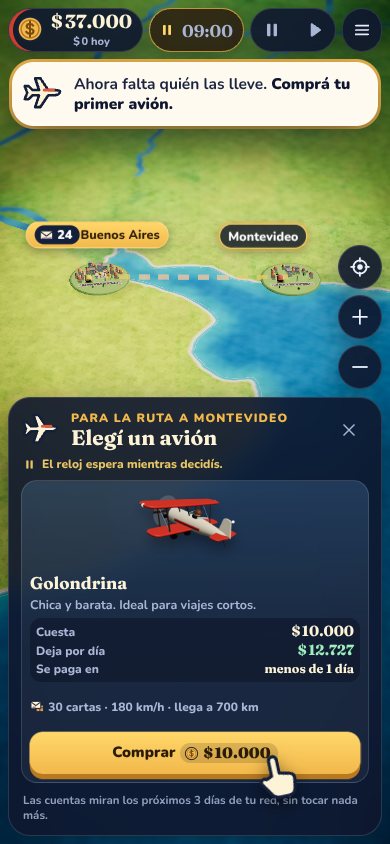 $37.000
$0 hoy
09:00
Ahora falta quién las lleve. Comprá tu
primer avión.
24 Buenos Aires
Montevideo
PARA LA RUTA A MONTEVIDEO
Elegí un avión
El reloj espera mientras decidís.
Golondrina
Chica y barata. Ideal para viajes cortos.
Cuesta $10.000
Deja por día $12.727
Se paga en menos de 1 día
30 cartas · 180 km/h · llega a 700 km
Comprar $10.000
Las cuentas miran los próximos 3 días de tu red, sin tocar nada
más.